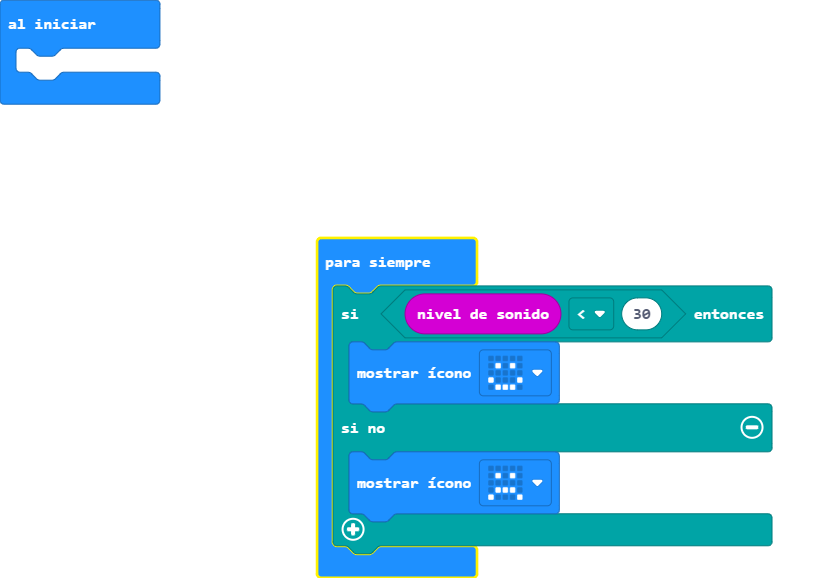 al iniciar
para siempre
si nivel de sonido < 30 entonces
mostrar ícono
si no
mostrar ícono